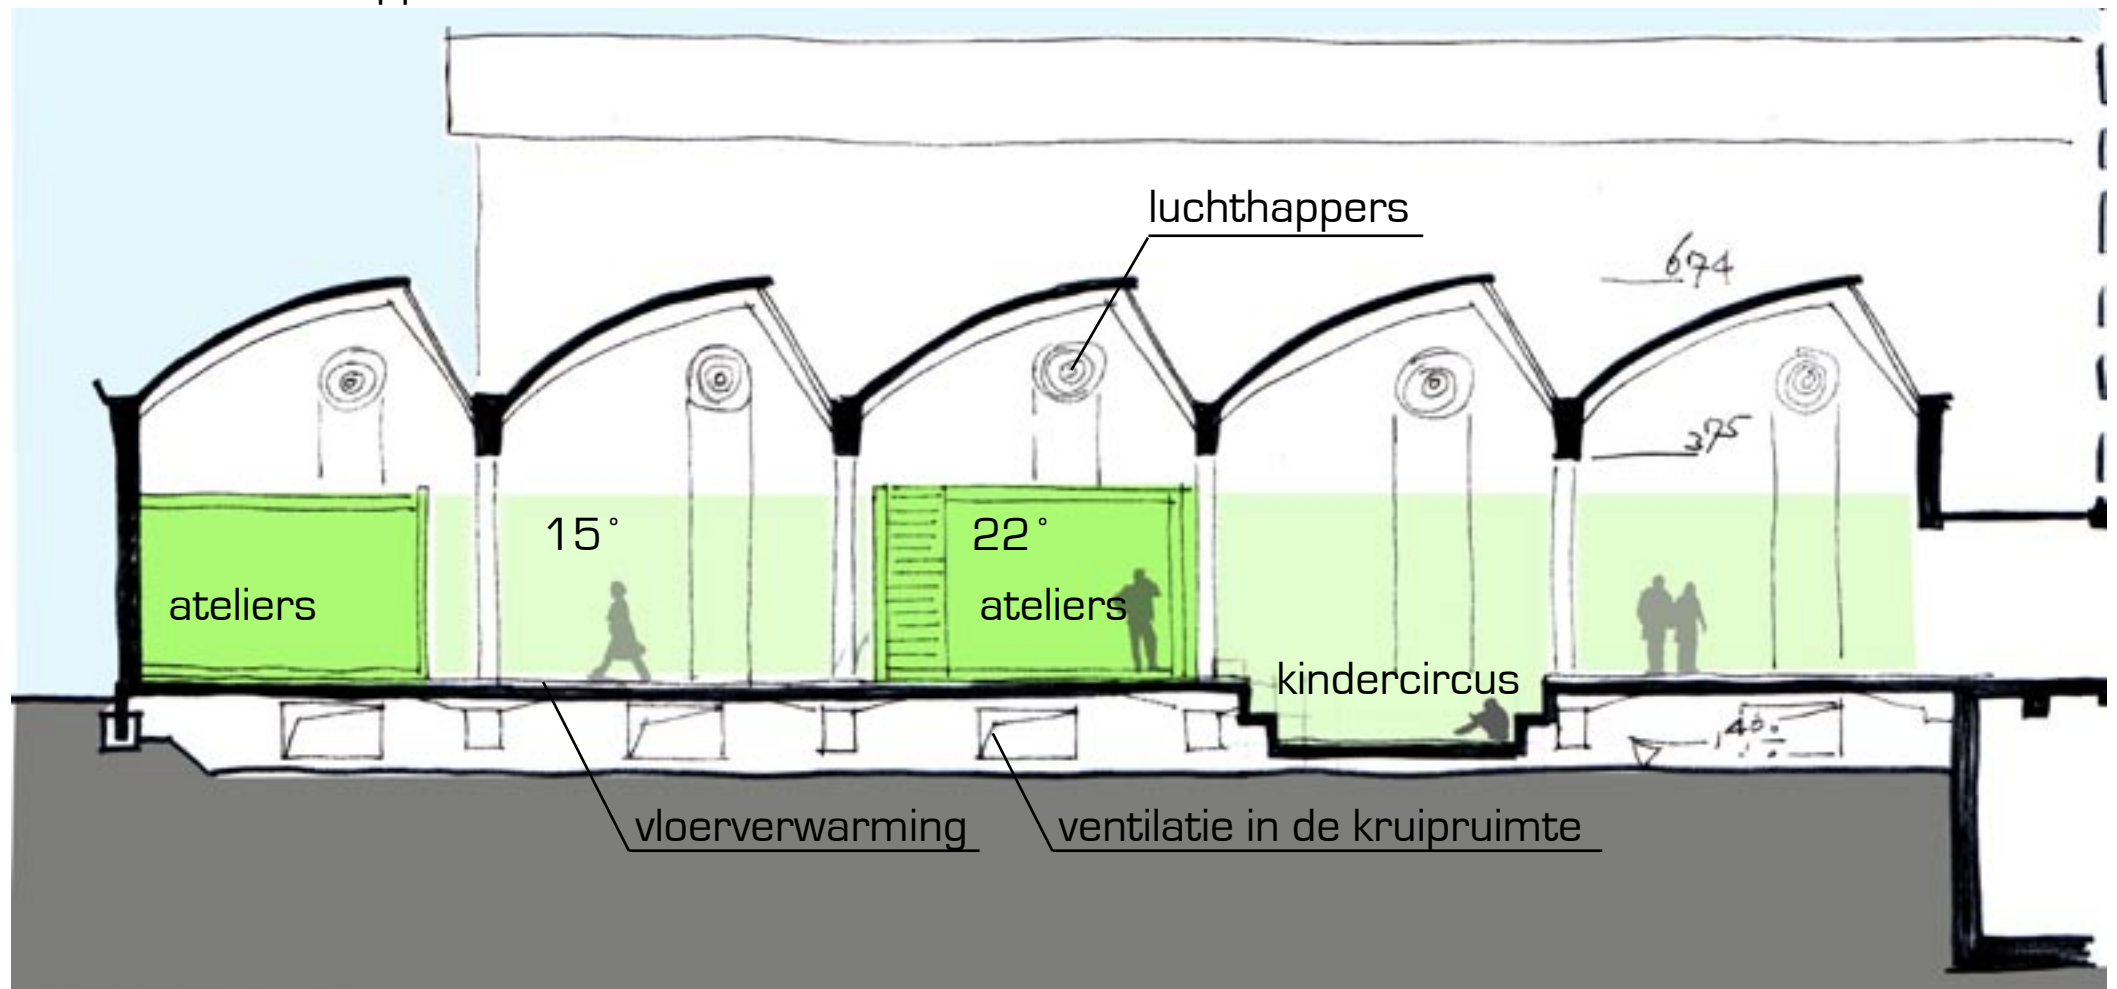 luchthappers
674
375
15°
22°
ateliers
ateliers
kindercircus
vloerverwarming
ventilatie in de kruipruimte